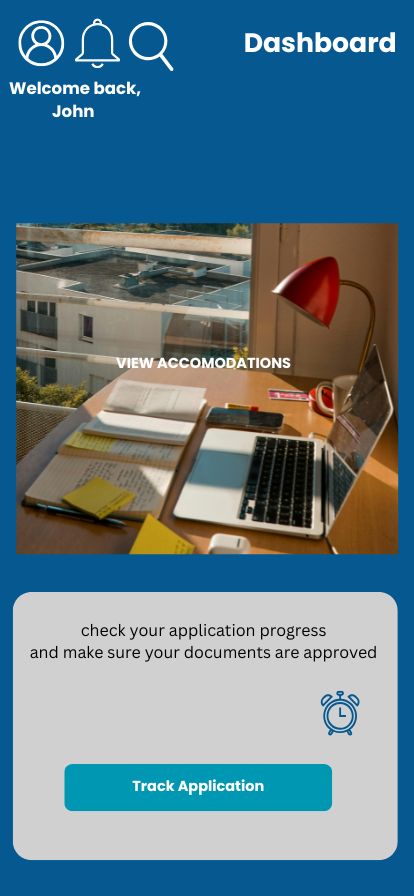 Dashboard
Welcome back,
John
VIEW ACCOMODATIONS
check your application progress
and make sure your documents are approved
Track Application